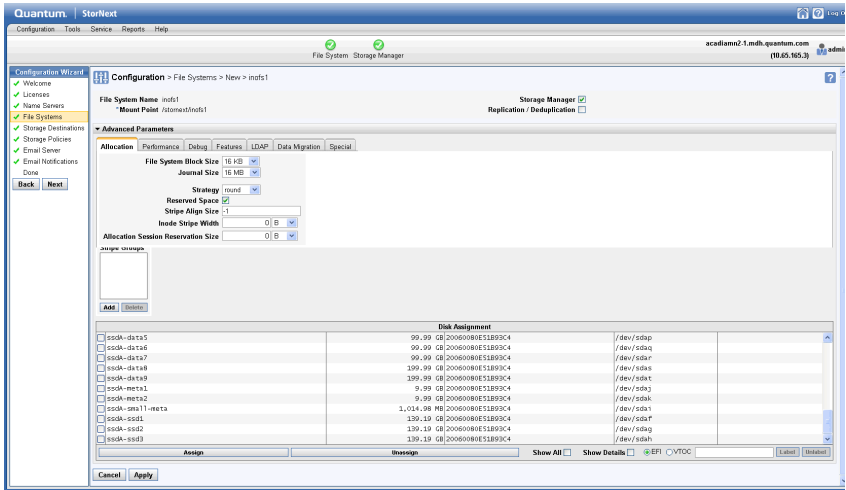 Quantum. StorNext
Log O
Configuration Tools Service Reports Help
File System Storage Manager
acadiamn2-1.mdh.quantum.com
(10.65.165.3)
admin
Configuration Wizard
Welcome
Licenses
Name Servers
File Systems
Storage Destinations
Storage Policies
Email Server
Email Notifications
Done
Back Next
Configuration > File Systems > New > inofs1
File System Name inofs1
Storage Manager
*Mount Point /stornext/inofs1
Replication / Deduplication
Advanced Parameters
Allocation Performance Debug Features LDAP Data Migration Special
File System Block Size 16 KB
Journal Size 16 MB
Strategy round
Reserved Space
Stripe Align Size -1
Inode Stripe Width 0 B
Allocation Session Reservation Size 0 B
Stripe Groups
Add Delete
Disk Assignment
ssdA-data5 99.99 GB 20060080E51B93C4 /dev/sdap
ssdA-data6 99.99 GB 20060080E51B93C4 /dev/sdaq
ssdA-data7 99.99 GB 20060080E51B93C4 /dev/sdar
ssdA-data8 199.99 GB 20060080E51B93C4 /dev/sdas
ssdA-data9 199.99 GB 20060080E51B93C4 /dev/sdat
ssdA-meta1 9.99 GB 20060080E51B93C4 /dev/sdaj
ssdA-meta2 9.99 GB 20060080E51B93C4 /dev/sdak
ssdA-small-meta 1,014.98 MB 20060080E51B93C4 /dev/sdai
ssdA-ssd1 139.19 GB 20060080E51B93C4 /dev/sdaf
ssdA-ssd2 139.19 GB 20060080E51B93C4 /dev/sdag
ssdA-ssd3 139.19 GB 20060080E51B93C4 /dev/sdah
Assign Unassign Show All Show Details EFI VTOC Label Unlabel
Cancel Apply